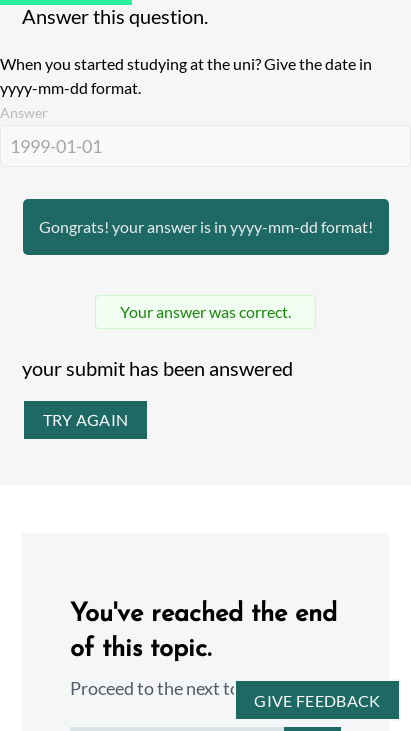 Answer this question.
When you started studying at the uni? Give the date in
yyyy-mm-dd format.
Answer
1999-01-01
Gongrats! your answer is in yyyy-mm-dd format!
Your answer was correct.
your submit has been answered
TRY AGAIN
You've reached the end
of this topic.
Proceed to the next
GIVE FEEDBACK